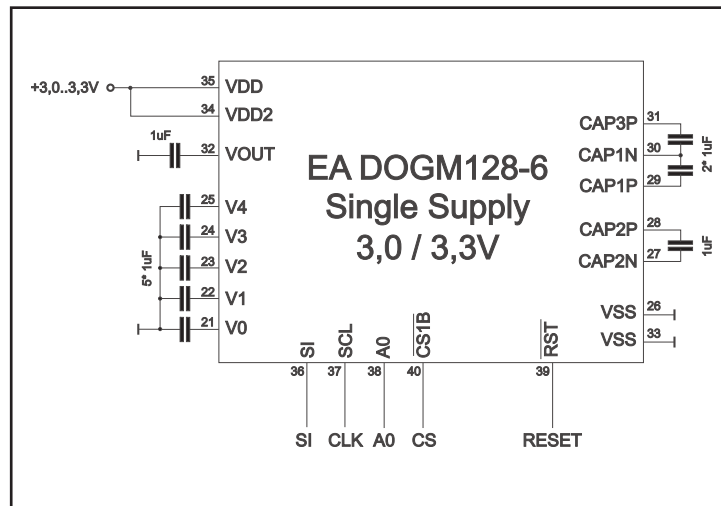 +3,0..3,3V
35
VDD
34
VDD2
1uF
32
VOUT
25
V4
24
V3
23
V2
22
V1
21
V0
5* 1uF
EA DOGM128-6
Single Supply
3,0 / 3,3V
31
CAP3P
30
CAP1N
29
CAP1P
2* 1uF
28
CAP2P
27
CAP2N
1uF
26
VSS
33
VSS
SI
SCL
A0
CS1B
RST
36
37
38
40
39
SI
CLK
A0
CS
RESET